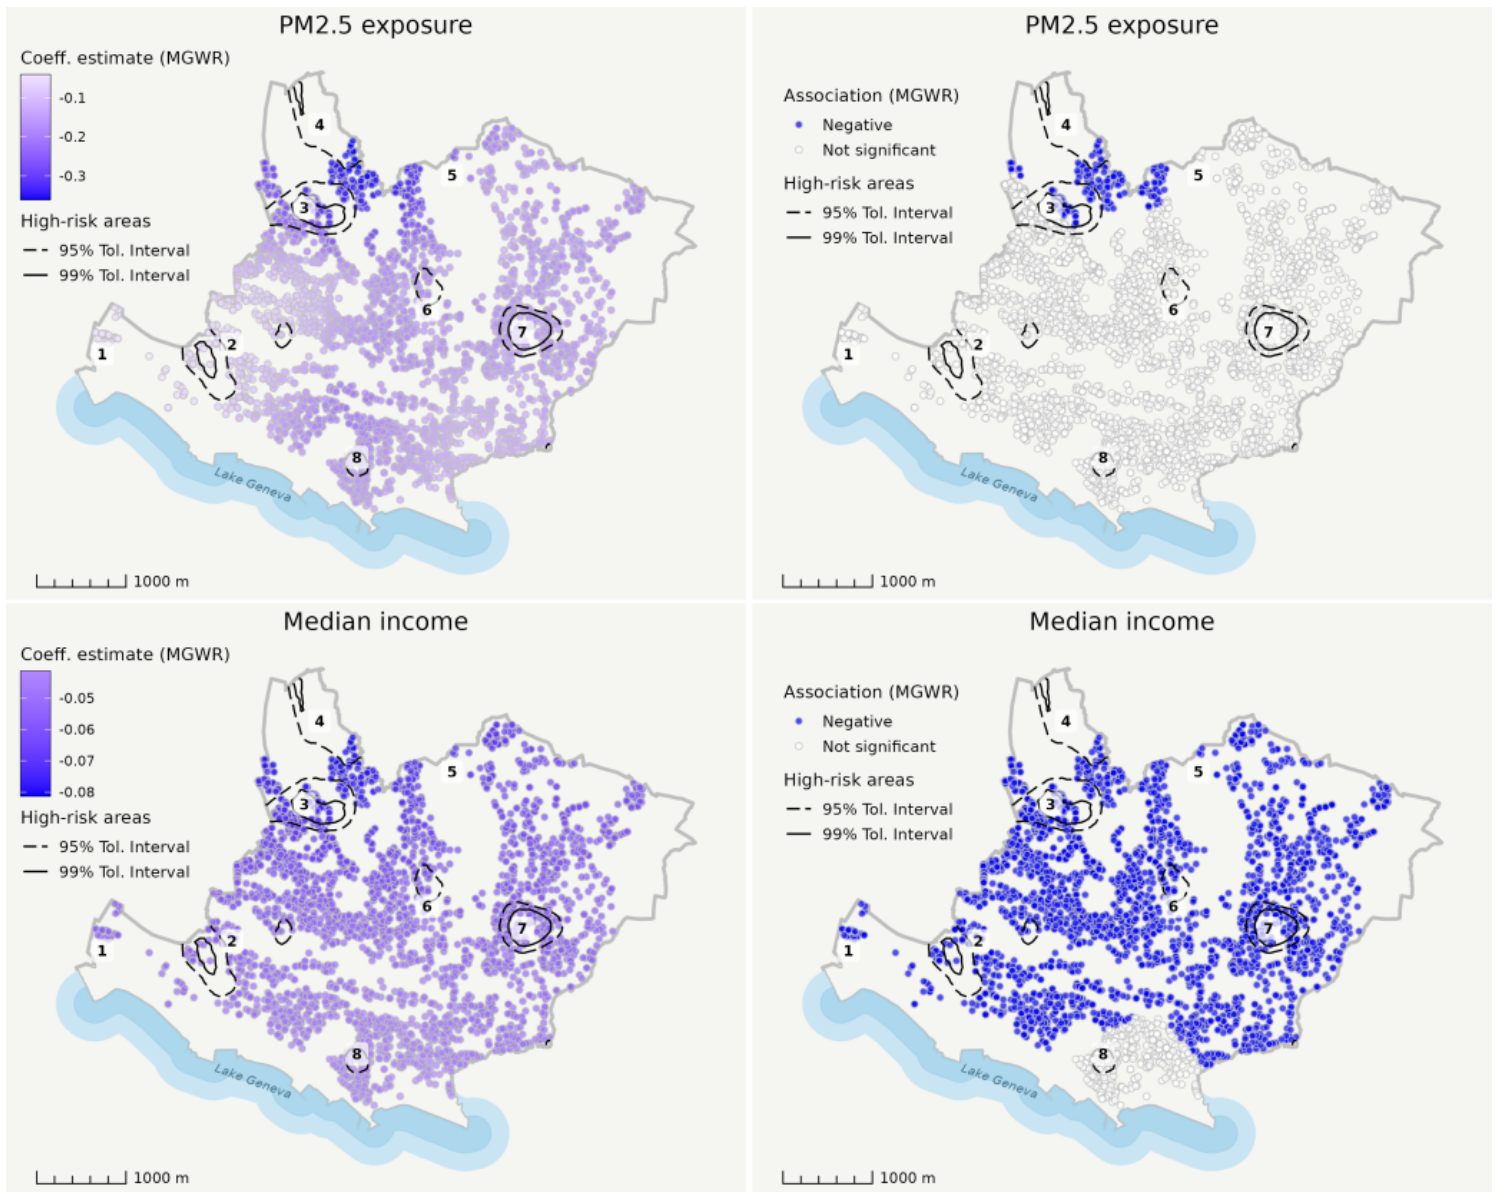 PM2.5 exposure
Coeff. estimate (MGWR)
-0.1
-0.2
-0.3
High-risk areas
95% Tol. Interval
99% Tol. Interval
4
5
3
6
7
2
1
8
Lake Geneva
1000 m
PM2.5 exposure
Association (MGWR)
Negative
Not significant
High-risk areas
95% Tol. Interval
99% Tol. Interval
4
5
3
6
7
2
1
8
Lake Geneva
1000 m
Median income
Coeff. estimate (MGWR)
-0.05
-0.06
-0.07
-0.08
High-risk areas
95% Tol. Interval
99% Tol. Interval
4
5
3
6
7
2
1
8
Lake Geneva
1000 m
Median income
Association (MGWR)
Negative
Not significant
High-risk areas
95% Tol. Interval
99% Tol. Interval
4
5
3
6
7
2
1
8
Lake Geneva
1000 m